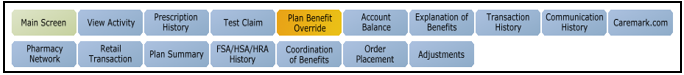 Main Screen
View Activity
Prescription
History
Test Claim
Plan Benefit
Override
Account
Balance
Explanation of
Benefits
Transaction
History
Communication
History
Caremark.com
Pharmacy
Network
Retail
Transaction
Plan Summary
FSA/HSA/HRA
History
Coordination
of Benefits
Order
Placement
Adjustments